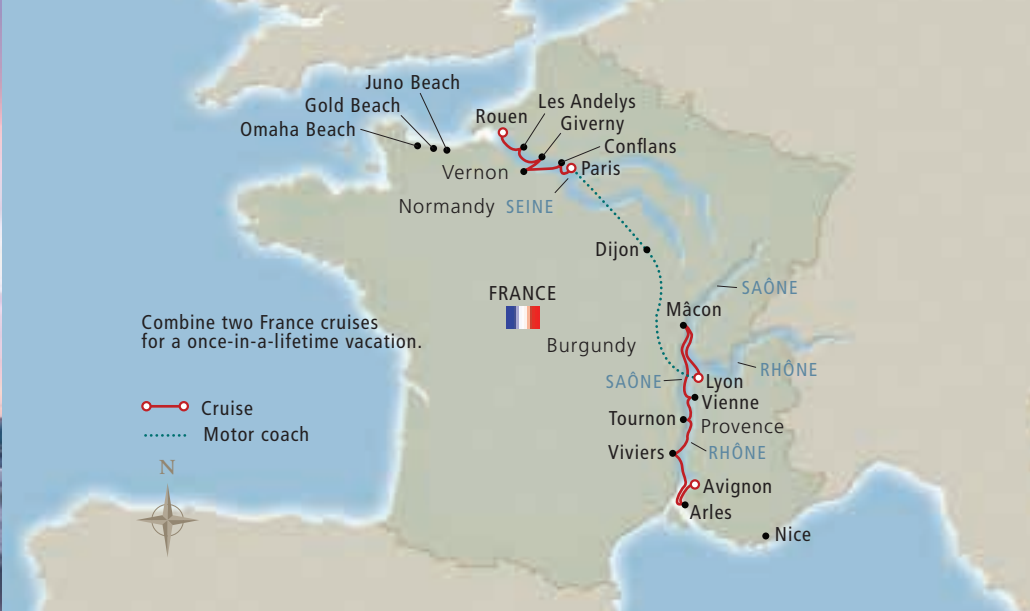 Juno Beach
Gold Beach
Omaha Beach
Les Andelys
Rouen
Giverny
Conflans
Vernon
Paris
Normandy
SEINE
Dijon
SAÔNE
FRANCE
Mâcon
Combine two France cruises
for a once-in-a-lifetime vacation.
Burgundy
RHÔNE
SAÔNE
Lyon
Vienne
Cruise
Tournon
Provence
Motor coach
Viviers
RHÔNE
N
Avignon
Arles
Nice